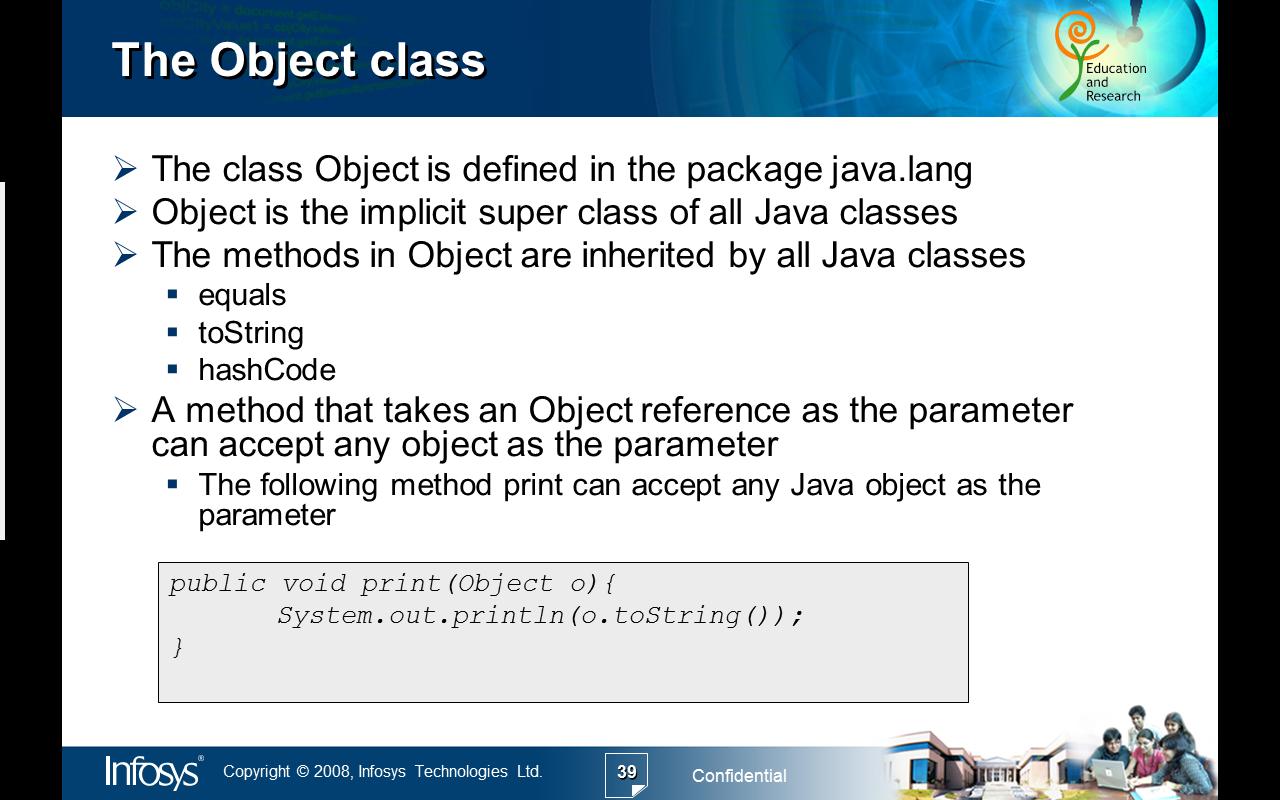 The Object class
Education
and
Research
The class Object is defined in the package java.lang
Object is the implicit super class of all Java classes
The methods in Object are inherited by all Java classes
equals
toString
hashCode
A method that takes an Object reference as the parameter
can accept any object as the parameter
The following method print can accept any Java object as the
parameter
public void print(Object o){
System.out.println(o.toString());
}
Infosys®
Copyright © 2008, Infosys Technologies Ltd.
39
Confidential